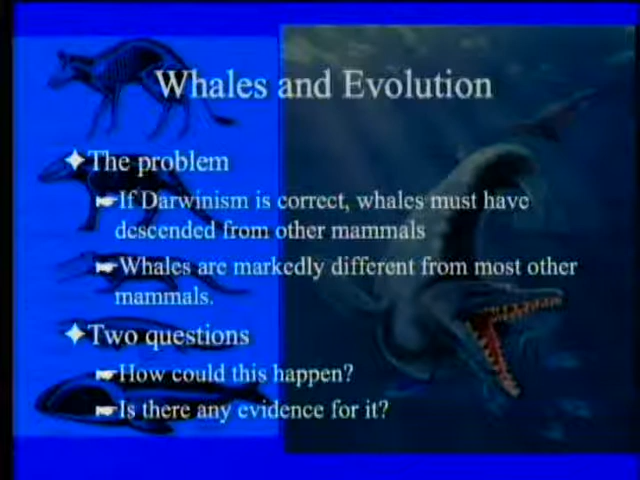 Whales and Evolution
The problem
If Darwinism is correct, whales must have
descended from other mammals
Whales are markedly different from most other
mammals.
Two questions
How could this happen?
Is there any evidence for it?